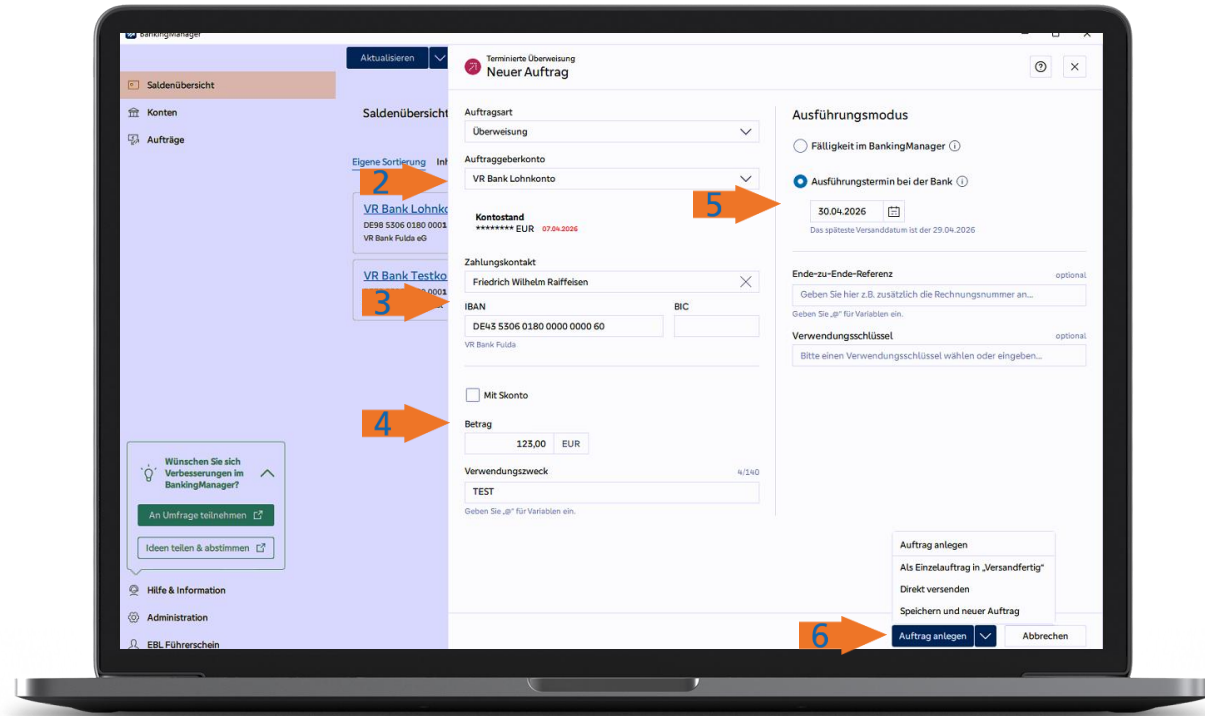 BankingManager
Saldenübersicht
Konten
Aufträge
Wünschen Sie sich
Verbesserungen im
BankingManager?
An Umfrage teilnehmen
Ideen teilen & abstimmen
Hilfe & Information
Administration
EBL Führerschein
Aktualisieren
Saldenübersicht
Eigene Sortierung
VR Bank
DE98 5306 0180 0001
VR Bank Fulda eG
VR Bank
Terminierte Überweisung
Neuer Auftrag
Auftragsart
Überweisung
Auftraggeberkonto
2
VR Bank Lohnkonto
Kontostand
******** EUR 07.04.2026
Zahlungskontakt
Friedrich Wilhelm Raiffeisen
3
IBAN
BIC
DE43 5306 0180 0000 0000 60
VR Bank Fulda
Mit Skonto
4
Betrag
123,00 EUR
Verwendungszweck
4/140
TEST
Geben Sie „@“ für Variablen ein.
Ausführungsmodus
Fälligkeit im BankingManager
Ausführungstermin bei der Bank
5
30.04.2026
Das späteste Versanddatum ist der 29.04.2026
Ende-zu-Ende-Referenz
optional
Geben Sie hier z.B. zusätzlich die Rechnungsnummer an...
Geben Sie „@“ für Variablen ein.
Verwendungsschlüssel
optional
Bitte einen Verwendungsschlüssel wählen oder eingeben...
Auftrag anlegen
Als Einzelauftrag in „Versandfertig“
Direkt versenden
Speichern und neuer Auftrag
6
Auftrag anlegen
Abbrechen